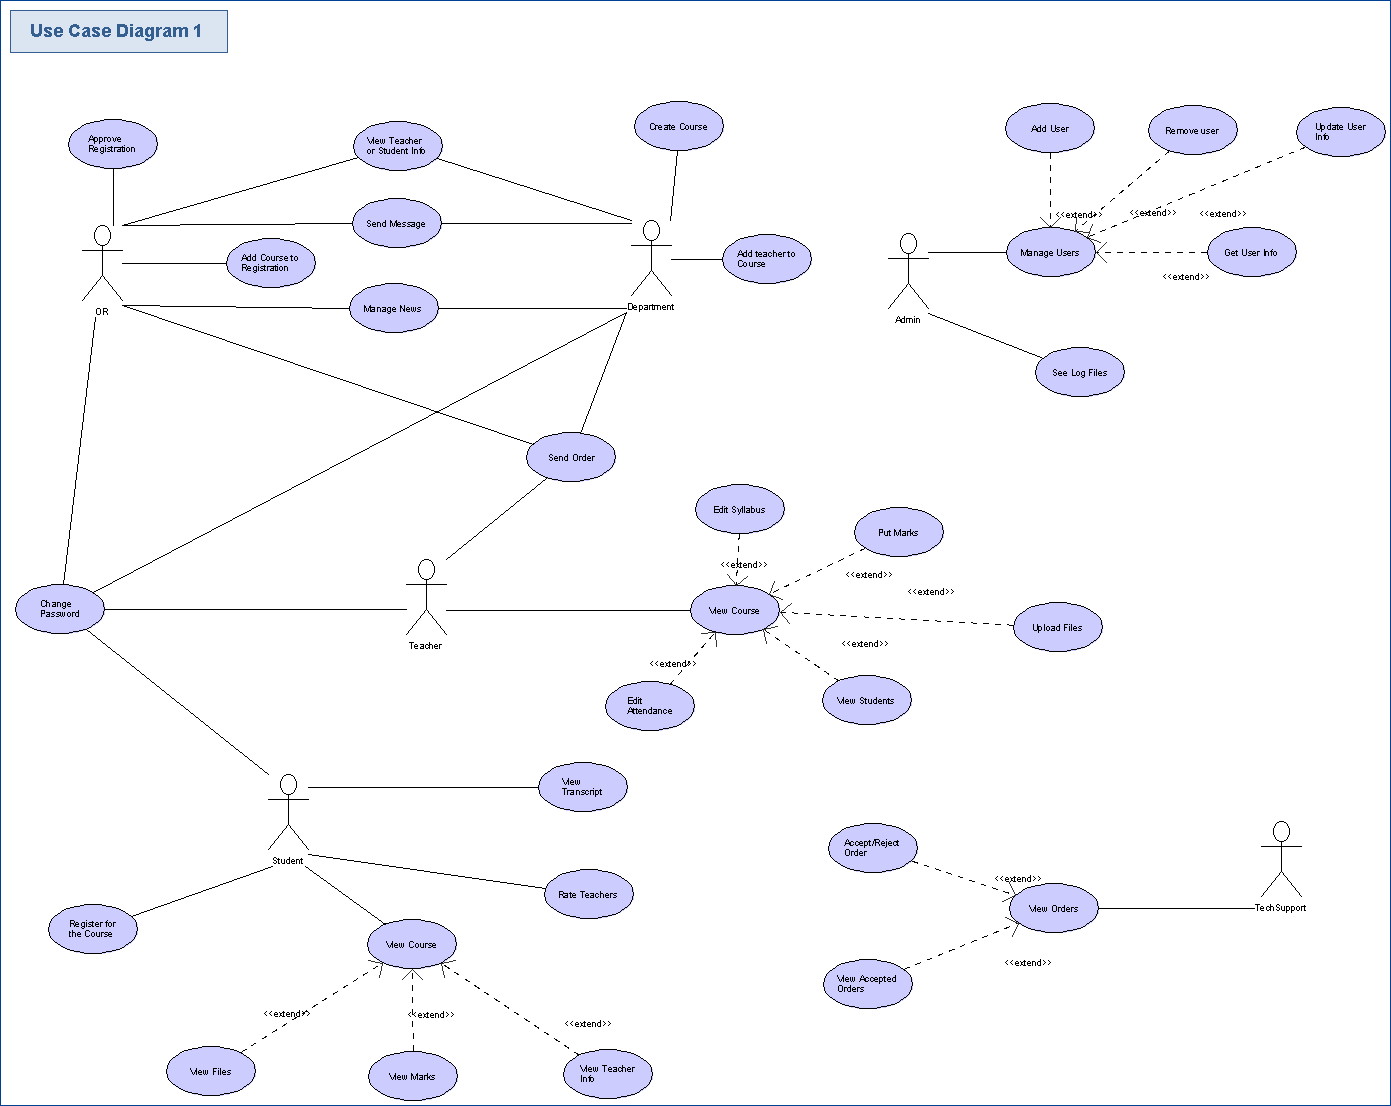 Use Case Diagram 1
Create Course
Add User
Remove user
Update User
Info
Approve
Registration
View Teacher
or Student Info
Send Message
<<extend>>
<<extend>>
<<extend>>
Add Course to
Registration
Add teacher to
Course
Manage Users
Get User Info
<<extend>>
Manage News
Department
OR
Admin
See Log Files
Send Order
Edit Syllabus
Put Marks
<<extend>>
<<extend>>
<<extend>>
Change
Password
View Course
Upload Files
Teacher
<<extend>>
<<extend>>
Edit
Attendance
View Students
View
Transcript
Accept/Reject
Order
Student
<<extend>>
Rate Teachers
View Orders
TechSupport
Register for
the Course
View Course
<<extend>>
View Accepted
Orders
<<extend>>
<<extend>>
<<extend>>
View Files
View Marks
View Teacher
Info